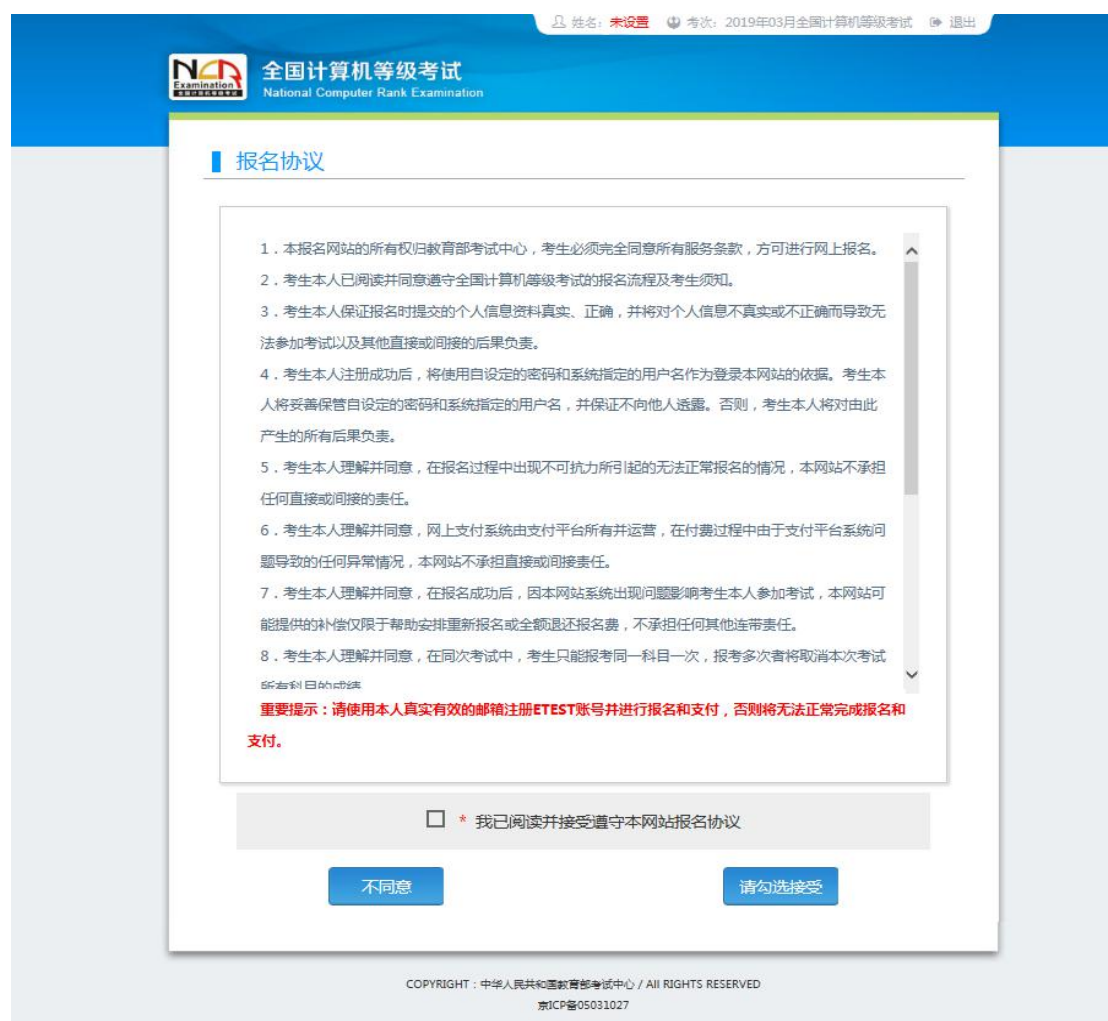 姓名：未设置 考次：2019年03月全国计算机等级考试 退出
NCR
Examination
全国计算机等级考试
全国计算机等级考试
National Computer Rank Examination
报名协议
1．本报名网站的所有权归教育部考试中心，考生必须完全同意所有服务条款，方可进行网上报名。
2．考生本人已阅读并同意遵守全国计算机等级考试的报名流程及考生须知。
3．考生本人保证报名时提交的个人信息资料真实、正确，并将对个人信息不真实或不正确而导致无
法参加考试以及其他直接或间接的后果负责。
4．考生本人注册成功后，将使用自设定的密码和系统指定的用户名作为登录本网站的依据。考生本
人将妥善保管自设定的密码和系统指定的用户名，并保证不向他人透露。否则，考生本人将对由此
产生的所有后果负责。
5．考生本人理解并同意，在报名过程中出现不可抗力所引起的无法正常报名的情况，本网站不承担
任何直接或间接的责任。
6．考生本人理解并同意，网上支付系统由支付平台所有并运营，在付费过程中由于支付平台系统问
题导致的任何异常情况，本网站不承担直接或间接责任。
7．考生本人理解并同意，在报名成功后，因本网站系统出现问题影响考生本人参加考试，本网站可
能提供的补偿仅限于帮助安排重新报名或全额退还报名费，不承担任何其他连带责任。
8．考生本人理解并同意，在同次考试中，考生只能报考同一科目一次，报考多次者将取消本次考试
所有科目的成绩
重要提示：请使用本人真实有效的邮箱注册ETEST账号并进行报名和支付，否则将无法正常完成报名和
支付。
* 我已阅读并接受遵守本网站报名协议
不同意
请勾选接受
COPYRIGHT：中华人民共和国教育部考试中心 / All RIGHTS RESERVED
京ICP备05031027